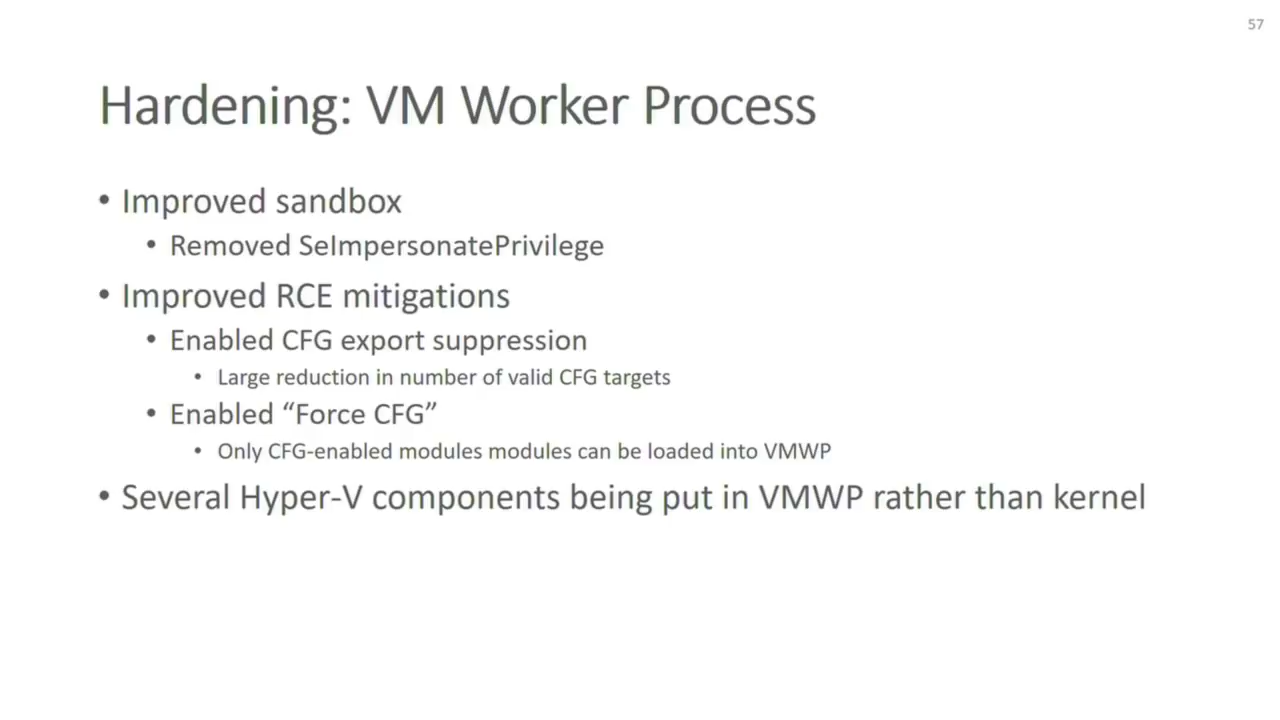 57
Hardening: VM Worker Process
• Improved sandbox
• Removed SeImpersonatePrivilege
• Improved RCE mitigations
• Enabled CFG export suppression
• Large reduction in number of valid CFG targets
• Enabled “Force CFG”
• Only CFG-enabled modules modules can be loaded into VMWP
• Several Hyper-V components being put in VMWP rather than kernel